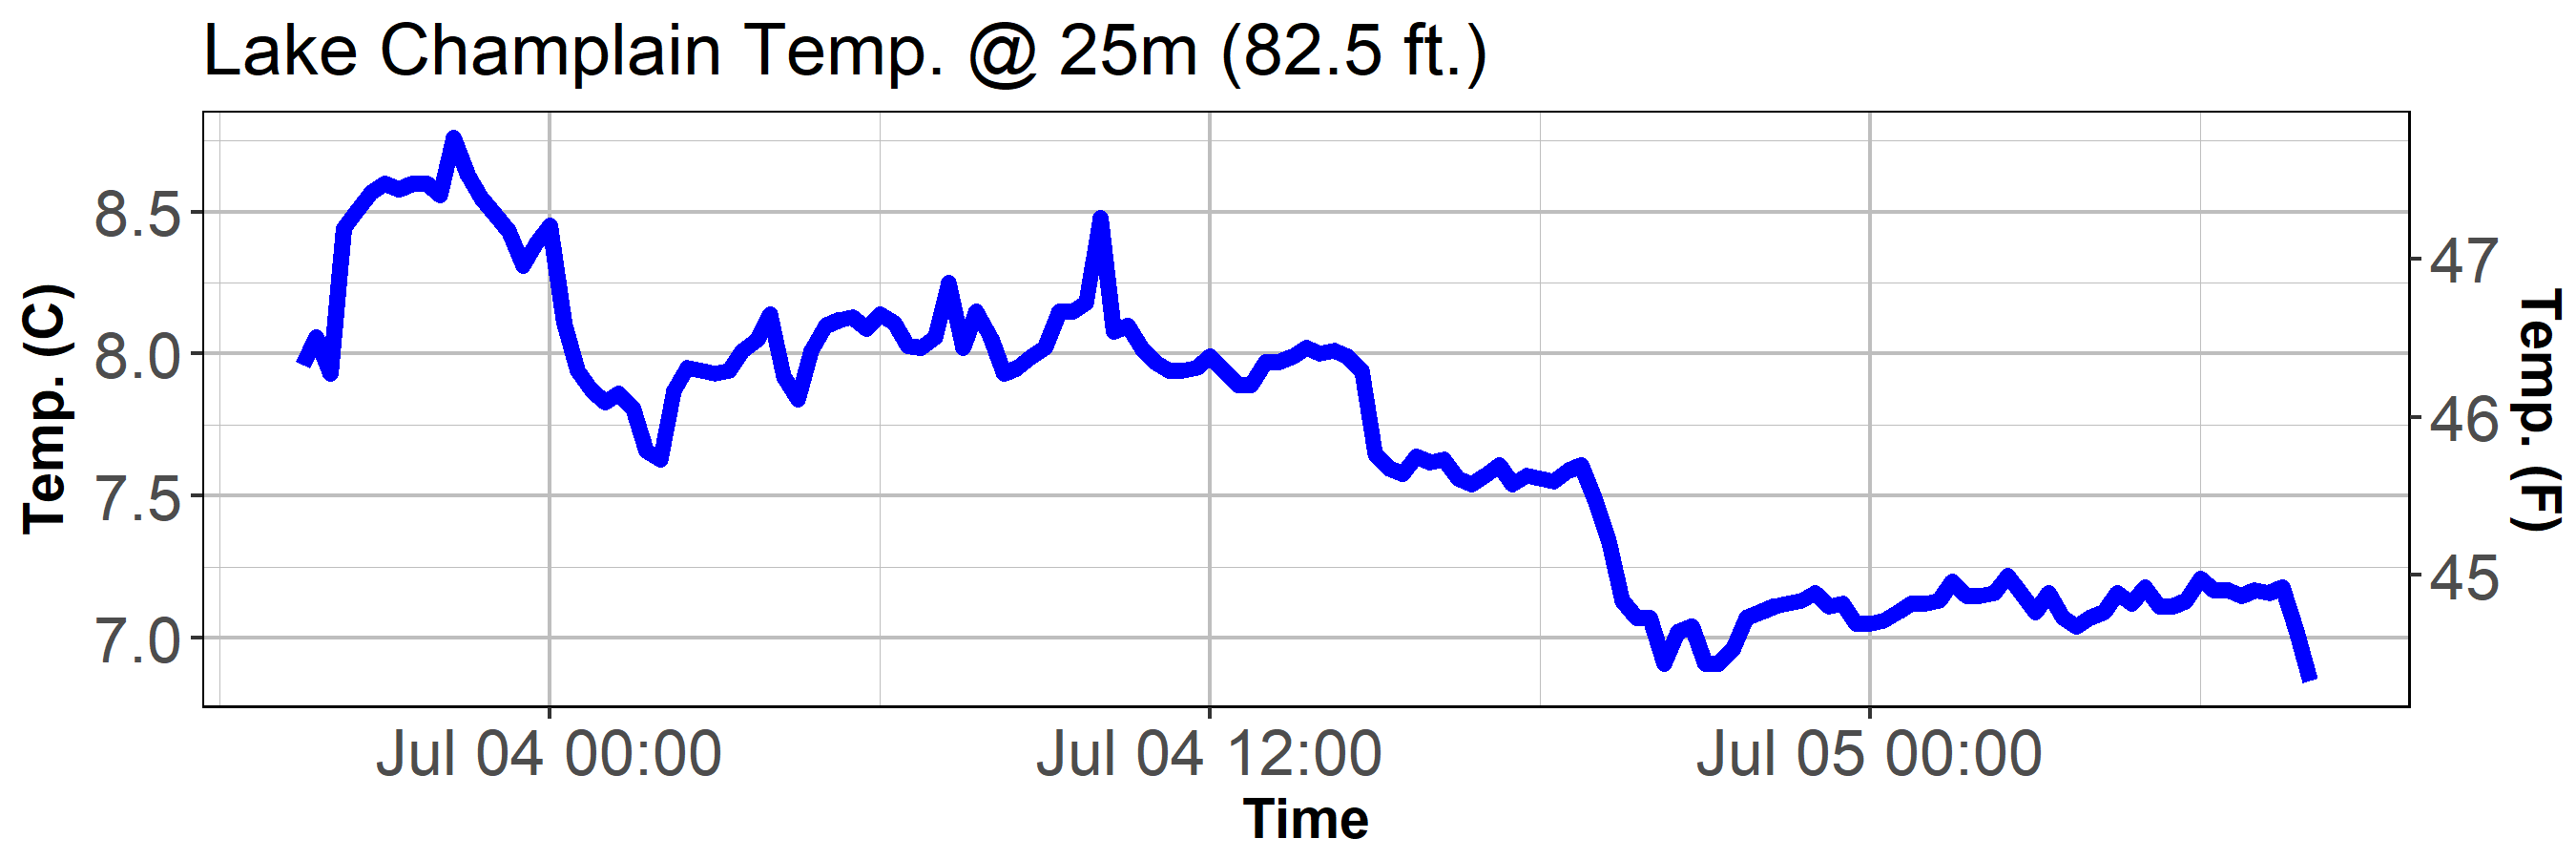 Lake Champlain Temp. @ 25m (82.5 ft.)
Temp. (C)
8.5
8.0
7.5
7.0
47
46
45
Temp. (F)
Jul 04 00:00
Jul 04 12:00
Jul 05 00:00
Time